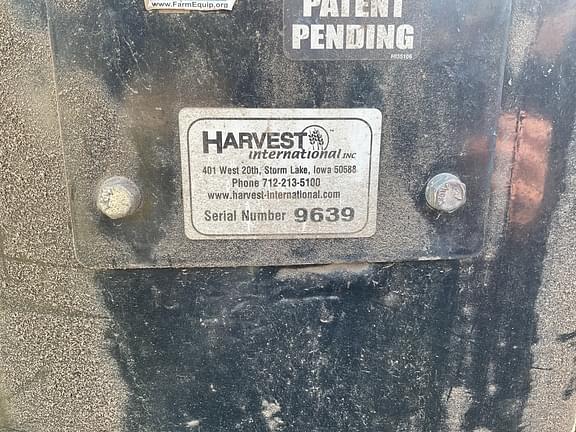 www.FarmEquip.org
PATENT
PENDING
HARVEST
international INC
401 West 20th, Storm Lake, Iowa 50588
Phone 712-213-5100
www.harvest-international.com
Serial Number 9639